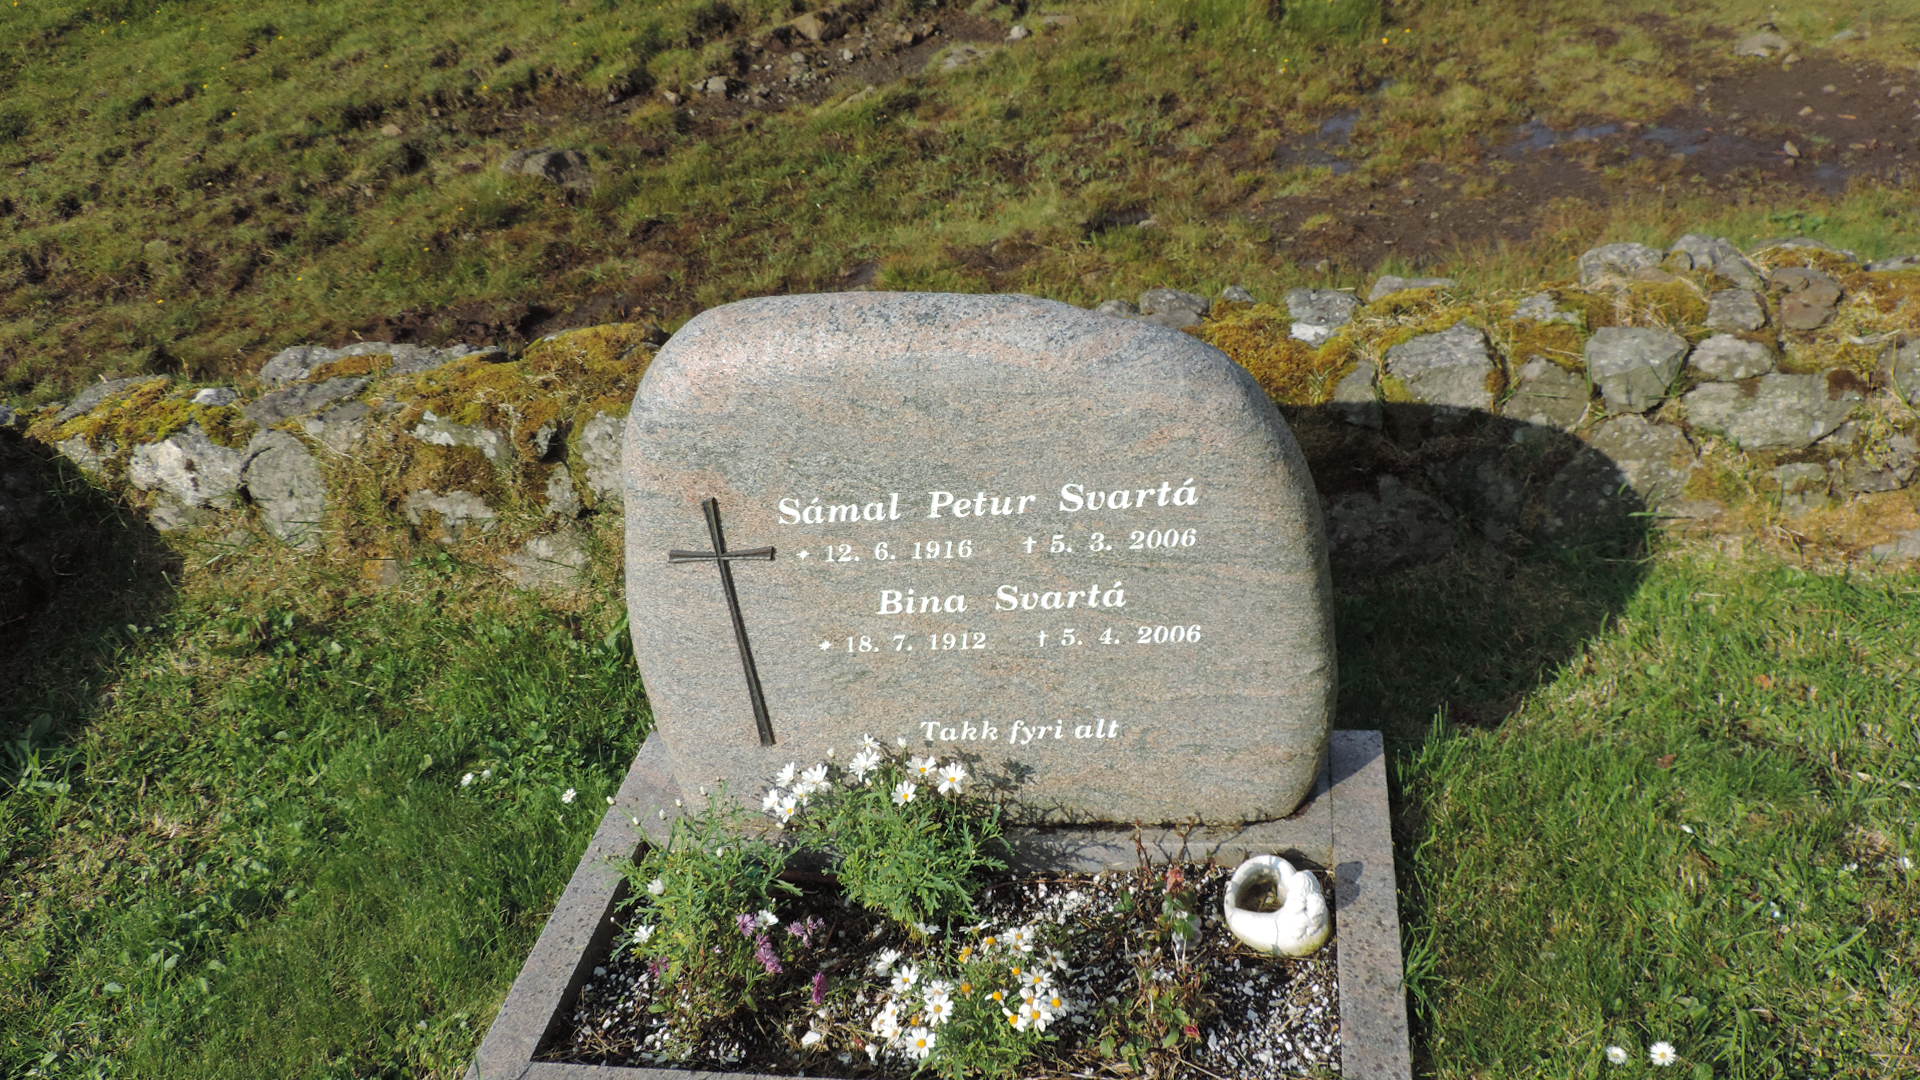 Sámal Petur Svartá
* 12. 6. 1916 † 5. 3. 2006
Bina Svartá
* 18. 7. 1912 † 5. 4. 2006
Takk fyri alt